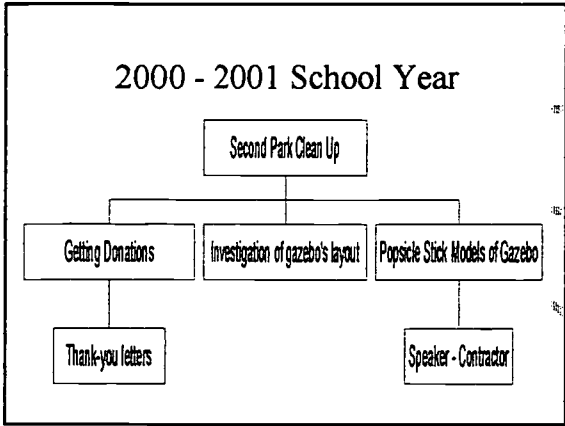 2000 - 2001 School Year
Second Park Clean Up
Getting Donations
Investigation of gazebo's layout
Popsicle Stick Models of Gazebo
Thank-you letters
Speaker - Contractor